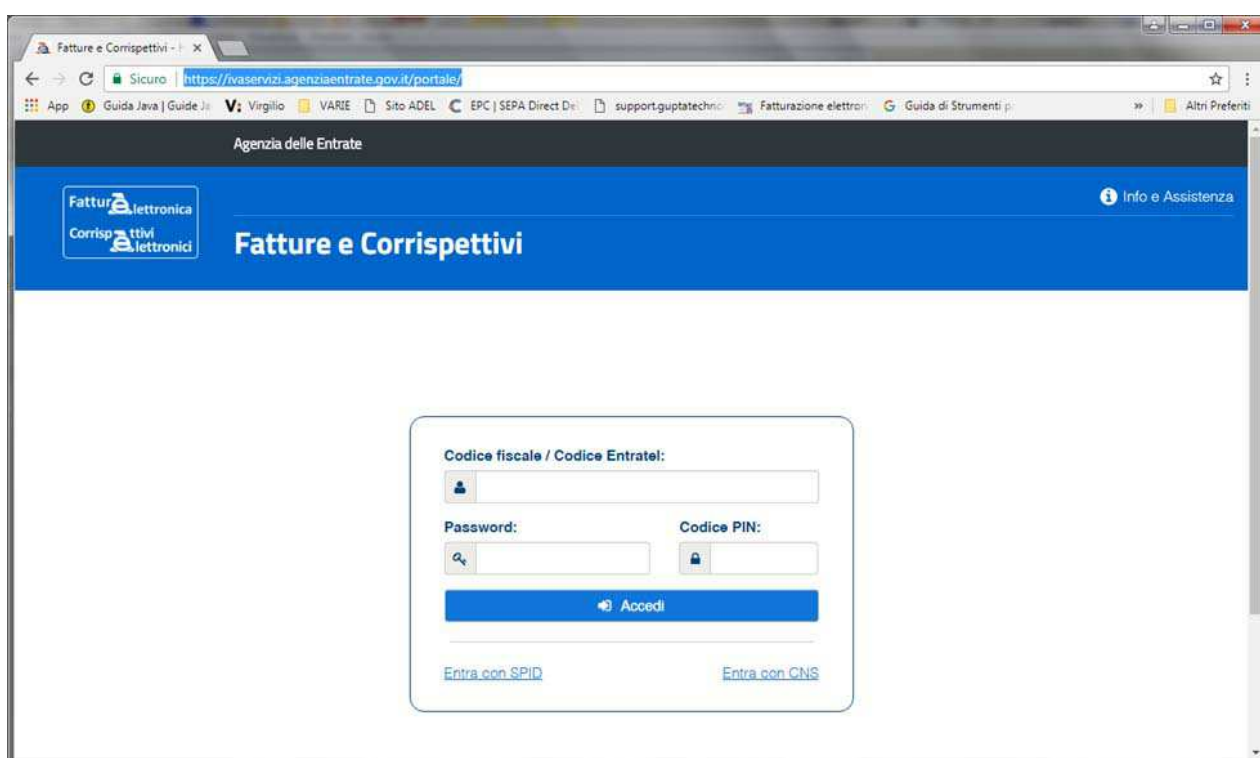 Fatture e Corrispettivi -
Sicuro https://ivaservizi.agenziaentrate.gov.it/portale/
App Guida Java | Guide Ja Virgilio VARIE Sito ADEL EPC | SEPA Direct De support.guptatechno Fatturazione elettron Guida di Strumenti p » Altri Preferiti
Agenzia delle Entrate
Info e Assistenza
Fattura elettronica
Corrispettivi elettronici
Fatture e Corrispettivi
Codice fiscale / Codice Entratel:
Password: Codice PIN:
Accedi
Entra con SPID Entra con CNS